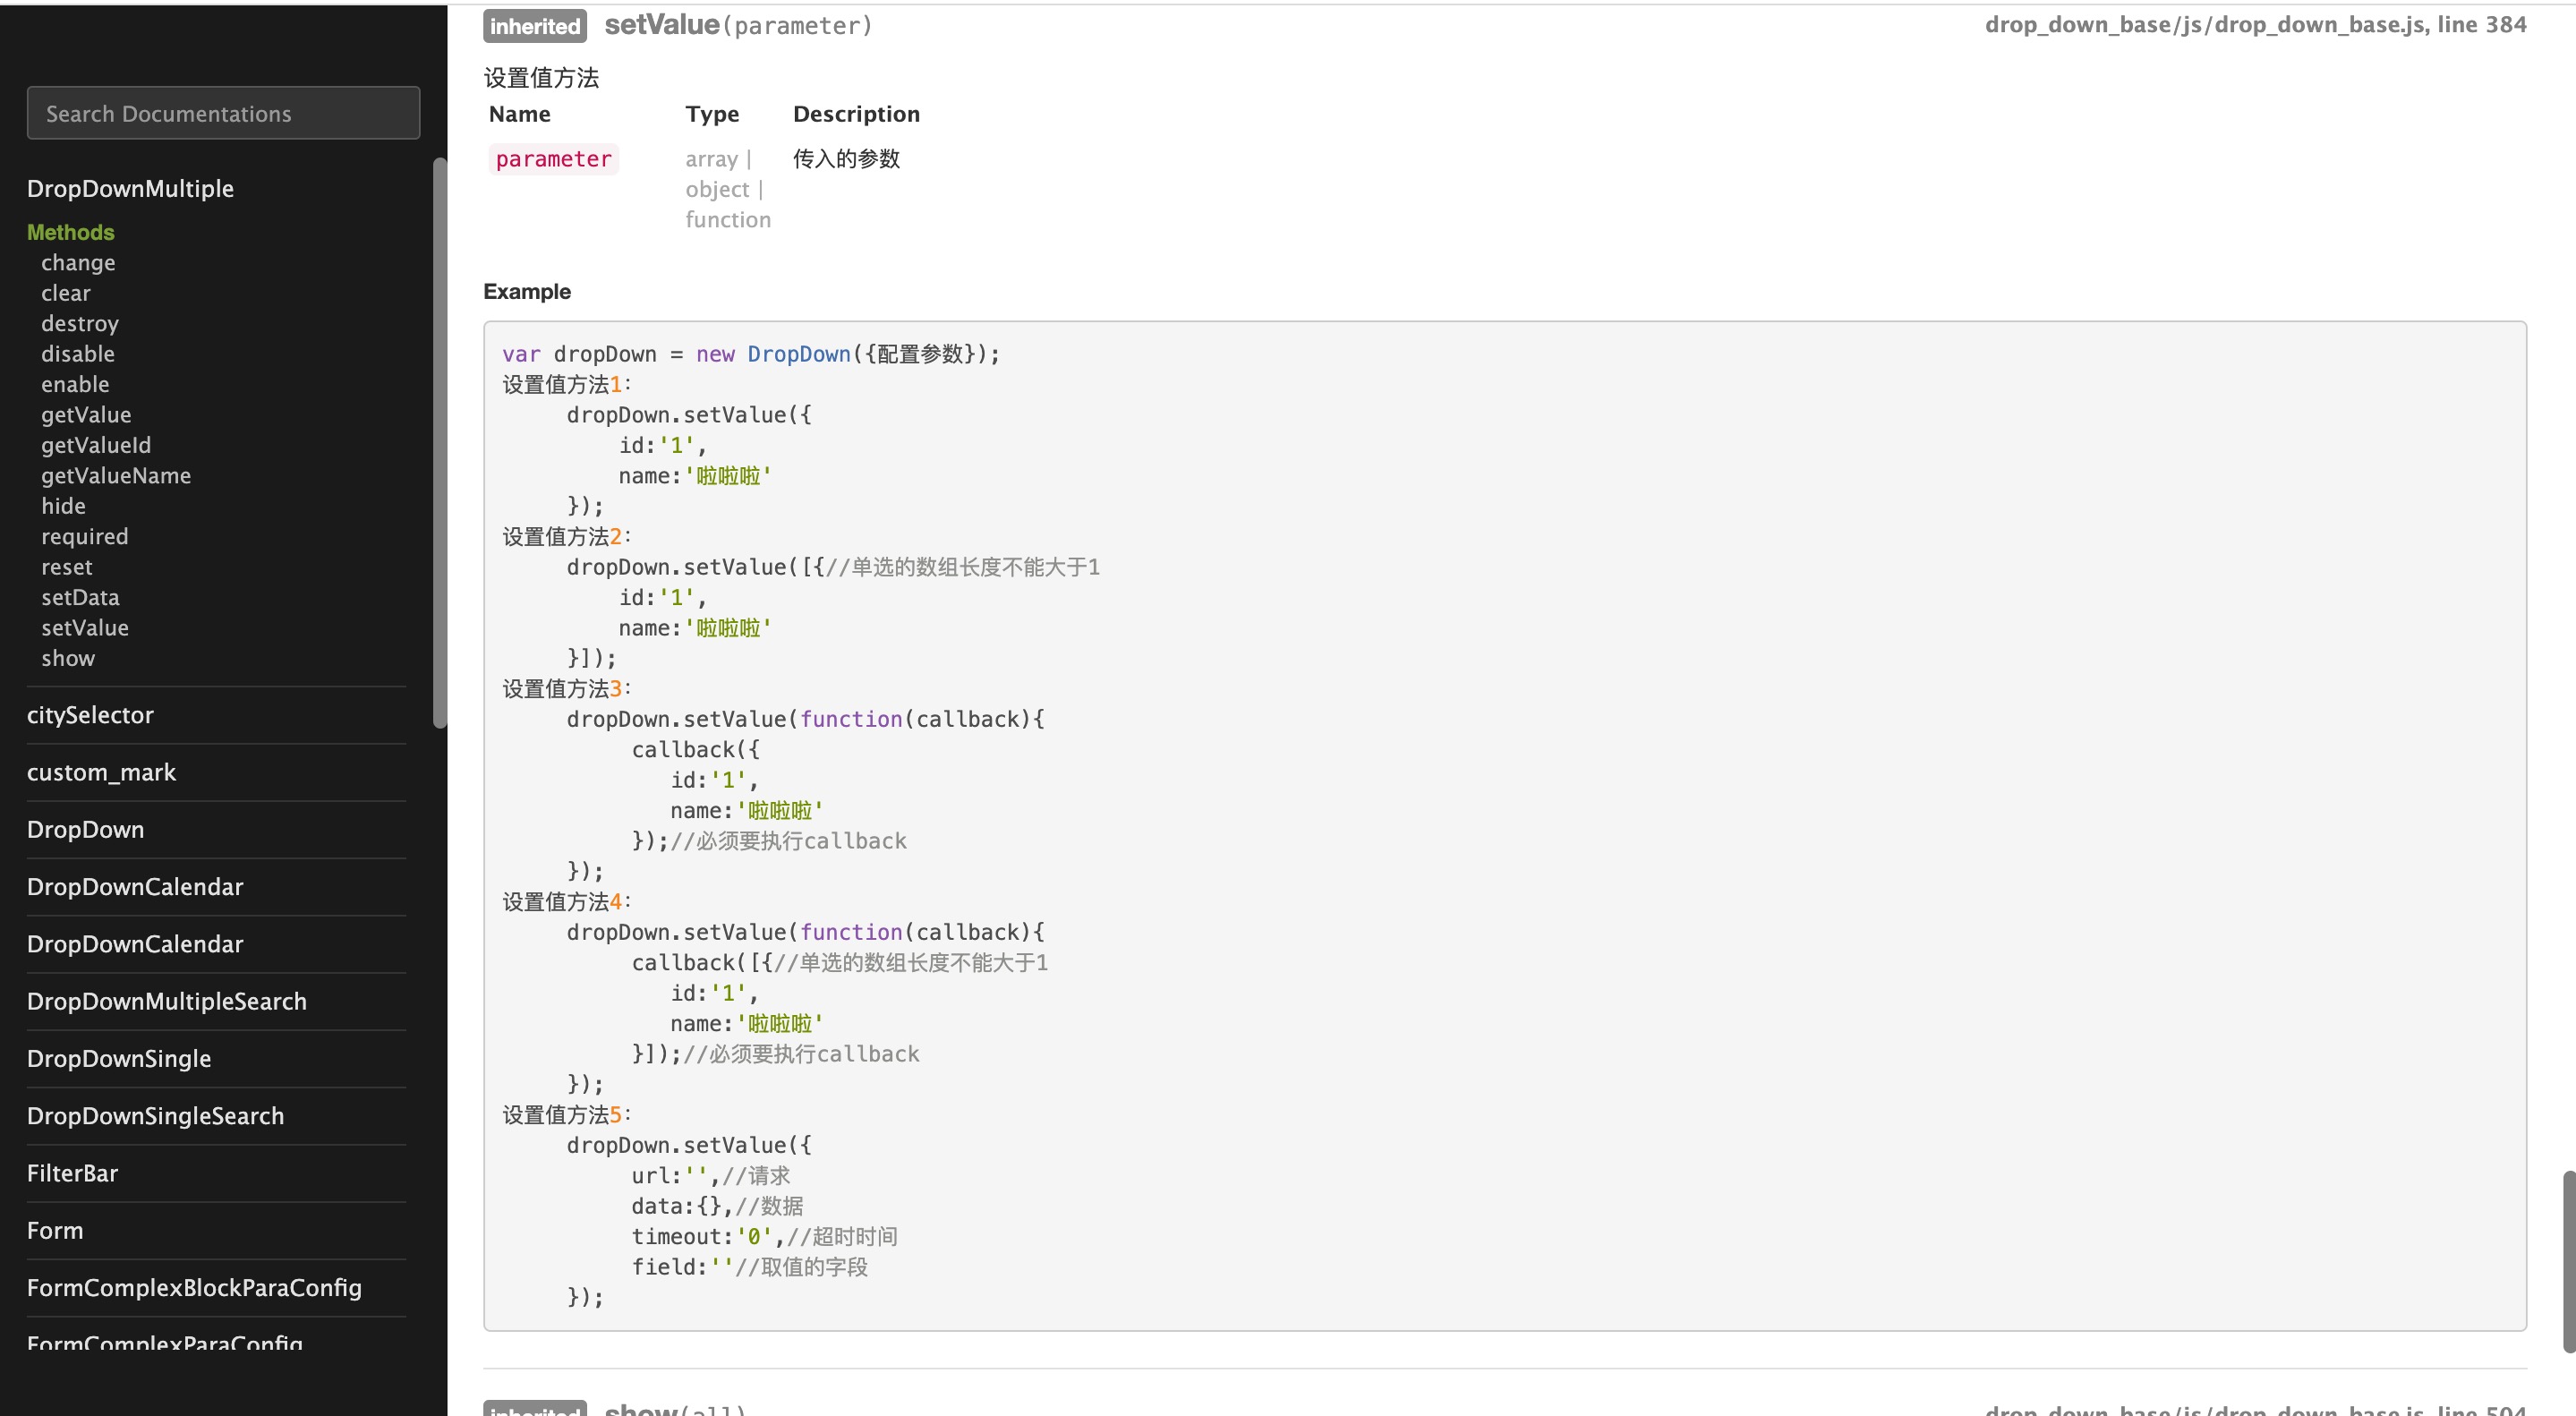 Search Documentations
DropDownMultiple
Methods
change
clear
destroy
disable
enable
getValue
getValueId
getValueName
hide
required
reset
setData
setValue
show
citySelector
custom_mark
DropDown
DropDownCalendar
DropDownCalendar
DropDownMultipleSearch
DropDownSingle
DropDownSingleSearch
FilterBar
Form
FormComplexBlockParaConfig
FormComplexParaConfig
inherited setValue(parameter) drop_down_base/js/drop_down_base.js, line 384
设置值方法
Name Type Description
parameter array | 传入的参数
object |
function
Example
var dropDown = new DropDown({配置参数});
设置值方法1:
dropDown.setValue({
id:'1',
name:'啦啦啦'
});
设置值方法2:
dropDown.setValue([{//单选的数组长度不能大于1
id:'1',
name:'啦啦啦'
}]);
设置值方法3:
dropDown.setValue(function(callback){
callback({
id:'1',
name:'啦啦啦'
});//必须要执行callback
});
设置值方法4:
dropDown.setValue(function(callback){
callback([{//单选的数组长度不能大于1
id:'1',
name:'啦啦啦'
}]);//必须要执行callback
});
设置值方法5:
dropDown.setValue({
url:'',//请求
data:{},//数据
timeout:'0',//超时时间
field:''//取值的字段
});
inherited show(all) drop_down_base/js/drop_down_base.js, line 504